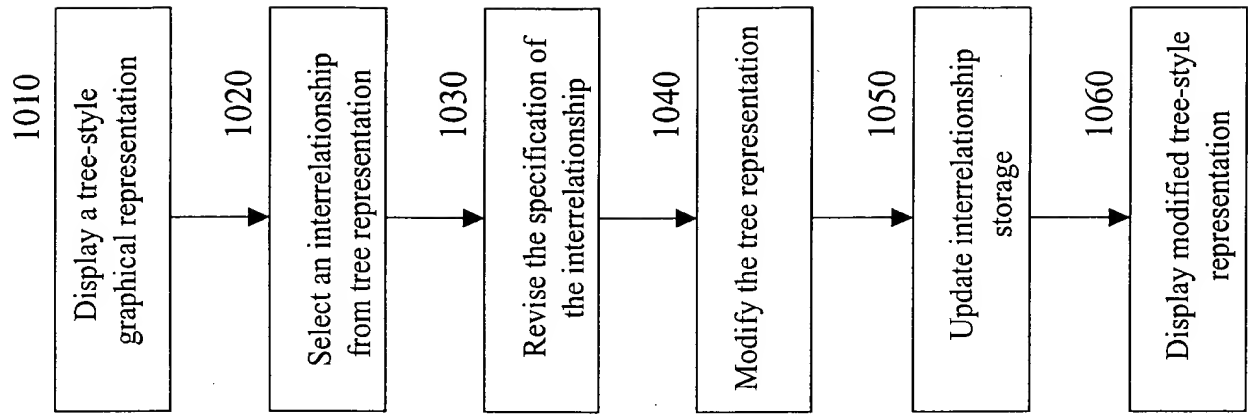 1010
Display a tree-style
graphical representation
1020
Select an interrelationship
from tree representation
1030
Revise the specification of
the interrelationship
1040
Modify the tree representation
1050
Update interrelationship
storage
1060
Display modified tree-style
representation